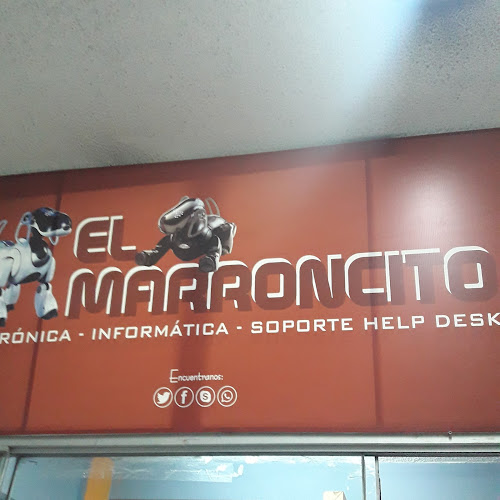 EL
MARRONCITO
RÓNICA - INFORMÁTICA - SOPORTE HELP DESK
Encuentranos: